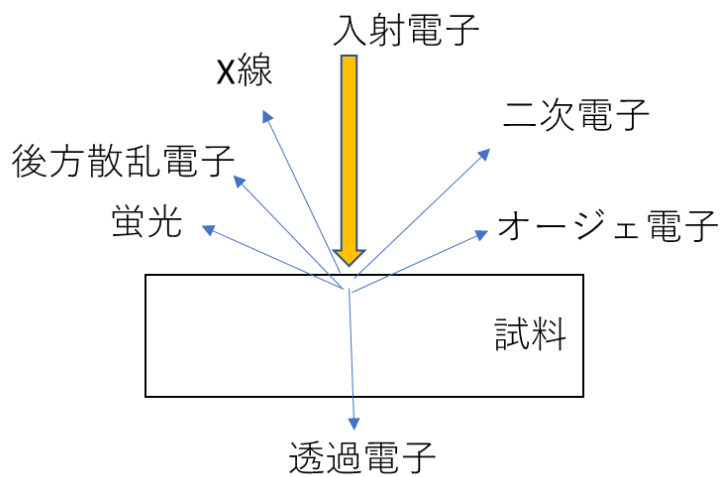 入射電子
X線
二次電子
後方散乱電子
蛍光
オージェ電子
試料
透過電子